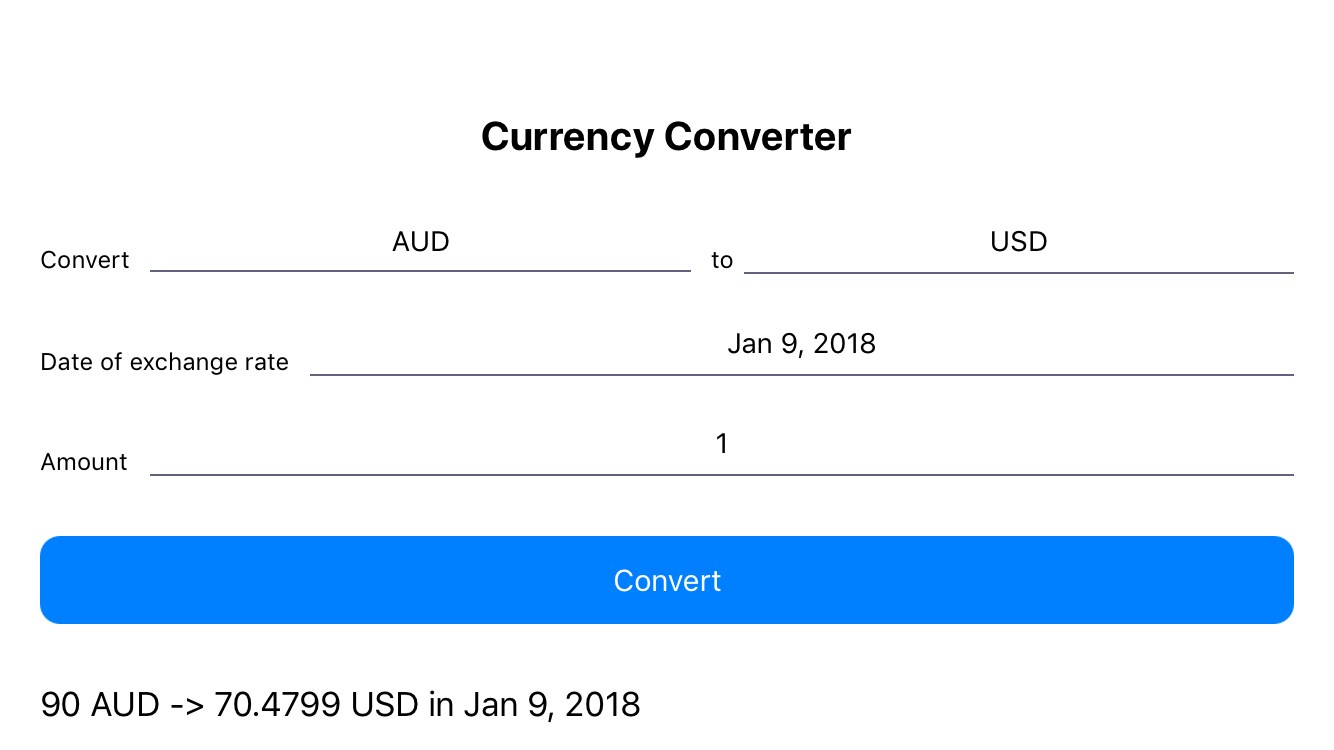 Currency Converter
Convert AUD to USD
Date of exchange rate Jan 9, 2018
Amount 1
Convert
90 AUD -> 70.4799 USD in Jan 9, 2018